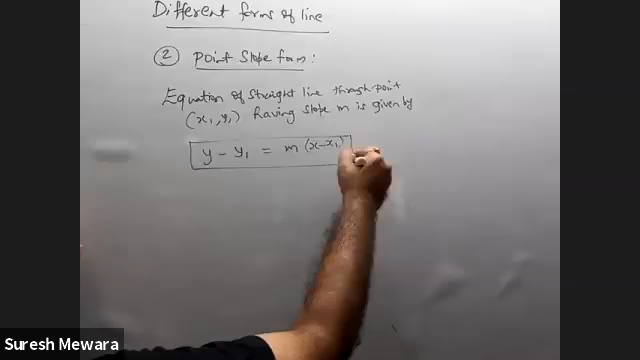 Different forms of line
② Point Slope form:
Equation of straight line through point
(x₁, y₁) having slope m is given by
y - y₁ = m (x-x₁)
Suresh Mewara